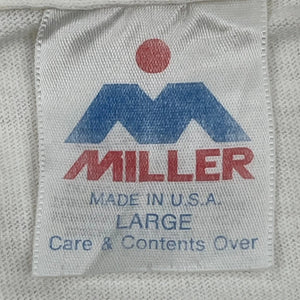 MILLER
MADE IN U.S.A.
LARGE
Care & Contents Over